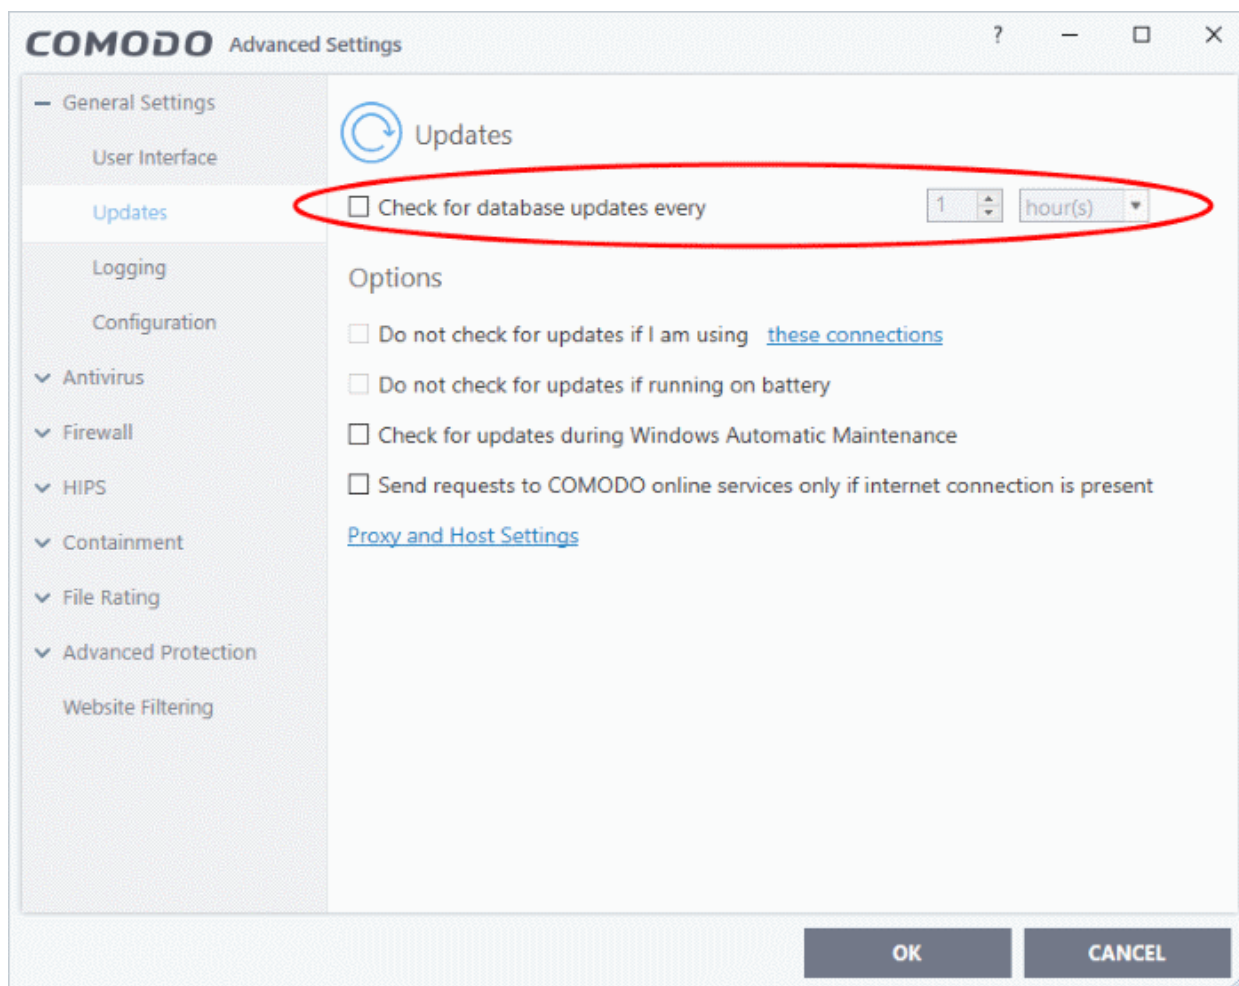 COMODO Advanced Settings ?
General Settings
User Interface
Updates
Logging
Configuration
Antivirus
Firewall
HIPS
Containment
File Rating
Advanced Protection
Website Filtering
Updates
Check for database updates every 1 hour(s)
Options
Do not check for updates if I am using these connections
Do not check for updates if running on battery
Check for updates during Windows Automatic Maintenance
Send requests to COMODO online services only if internet connection is present
Proxy and Host Settings
OK CANCEL